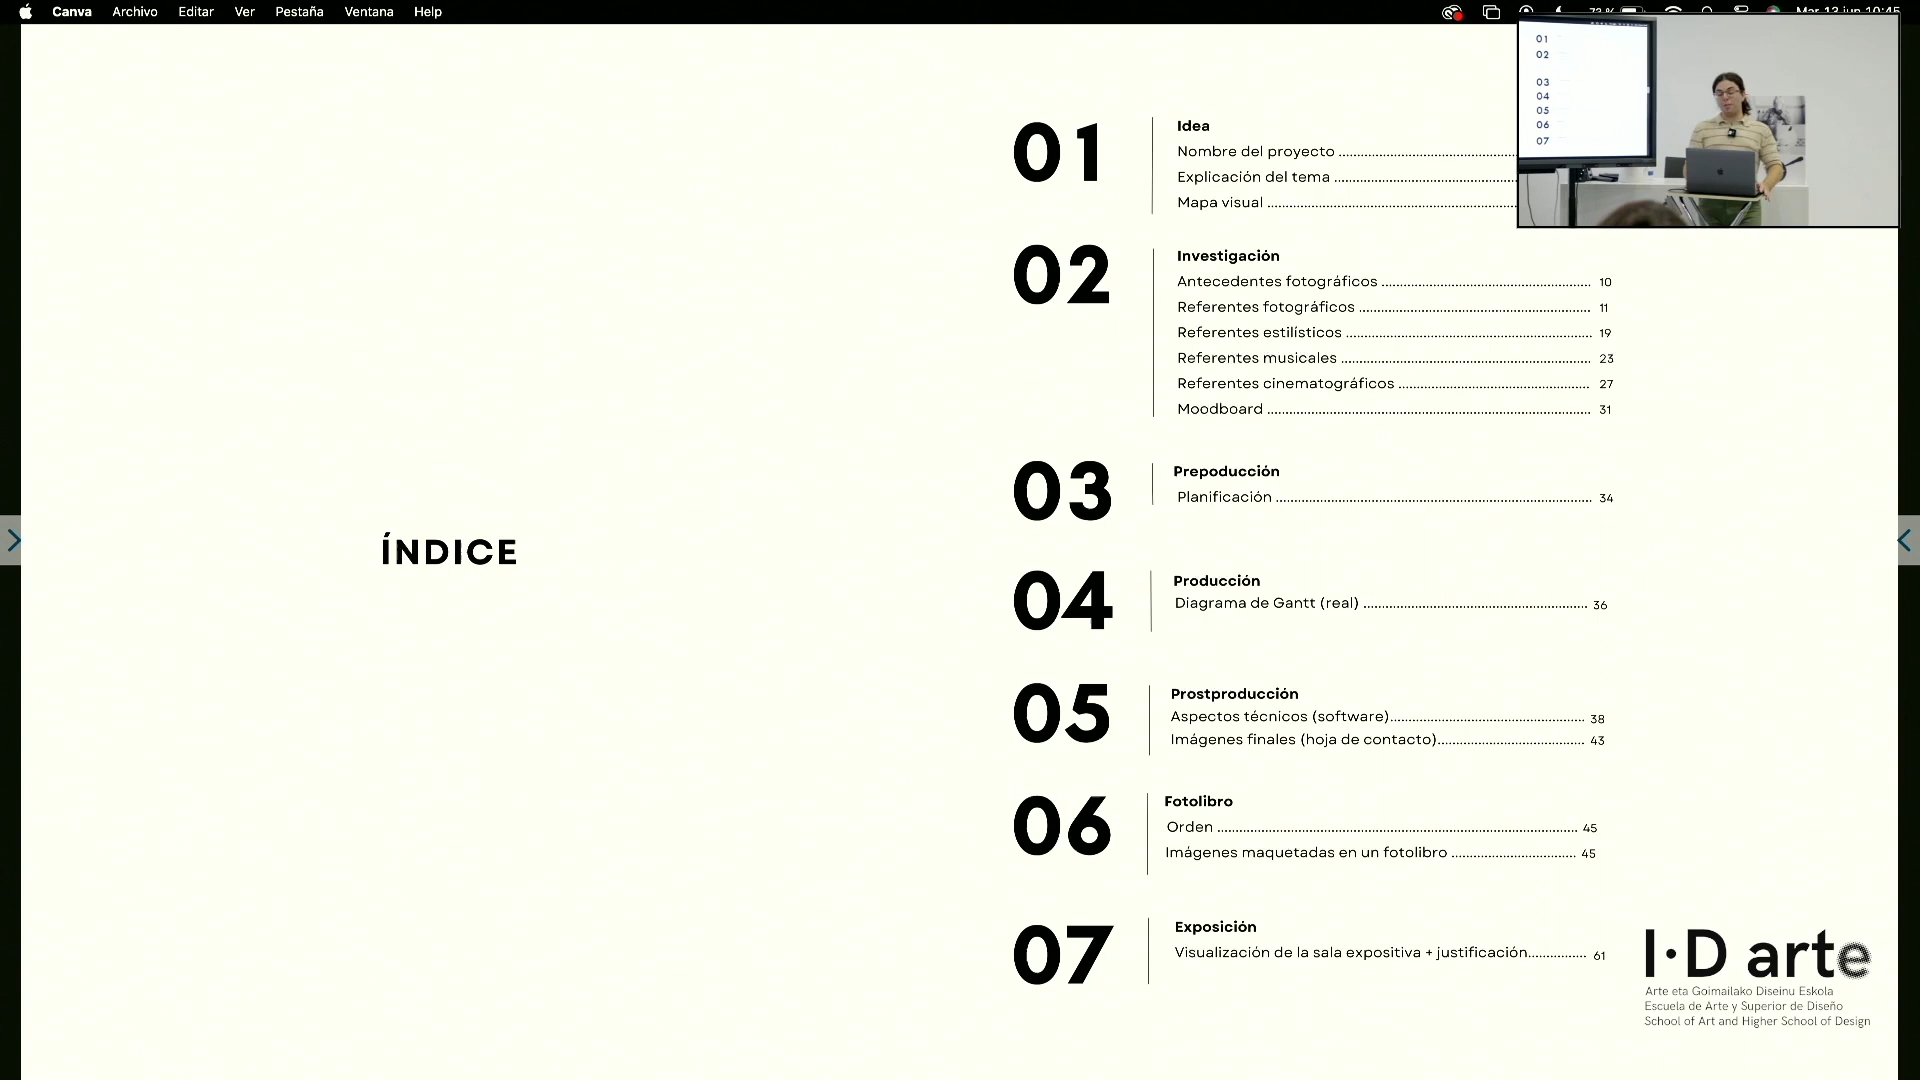 Canva Archivo Editar Ver Pestaña Ventana Help
Mar 13 jun 10:45
ÍNDICE
01
Idea
Nombre del proyecto
Explicación del tema
Mapa visual
02
Investigación
Antecedentes fotográficos 10
Referentes fotográficos 11
Referentes estilísticos 19
Referentes musicales 23
Referentes cinematográficos 27
Moodboard 31
03
Prepoducción
Planificación 34
04
Producción
Diagrama de Gantt (real) 36
05
Prostproducción
Aspectos técnicos (software) 38
Imágenes finales (hoja de contacto) 43
06
Fotolibro
Orden 45
Imágenes maquetadas en un fotolibro 45
07
Exposición
Visualización de la sala expositiva + justificación 61
I·D arte
Arte eta Goimailako Diseinu Eskola
Escuela de Arte y Superior de Diseño
School of Art and Higher School of Design
01
02
03
04
05
06
07